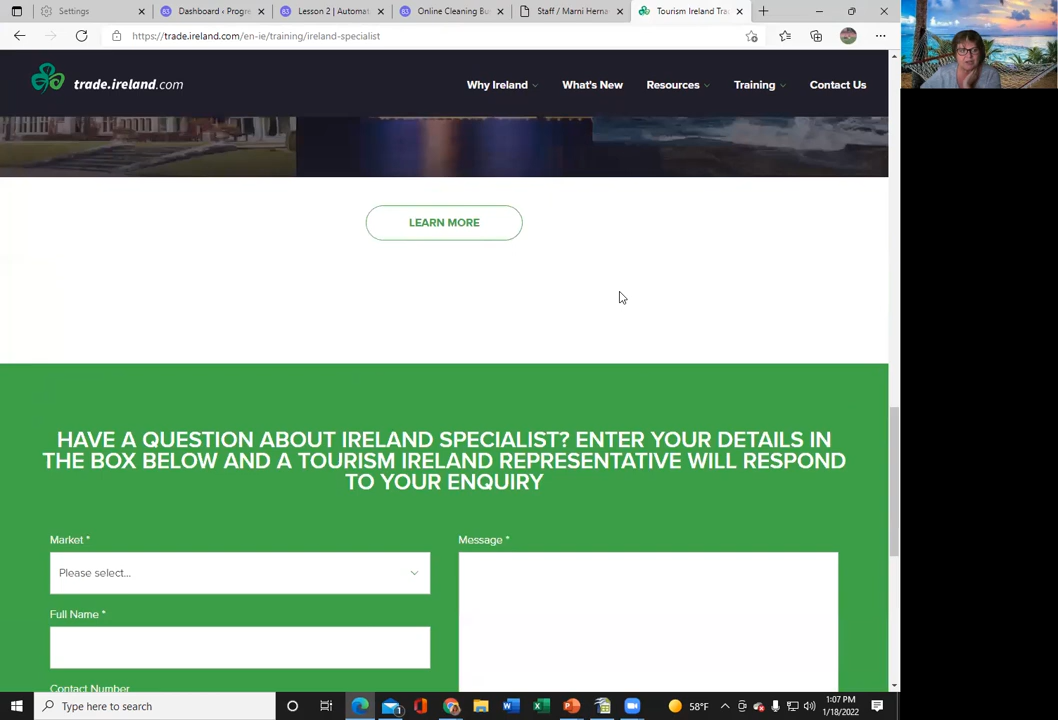 Settings
Dashboard ‹ Progre
Lesson 2 | Automat
Online Cleaning Bu
Staff / Marni Herna
Tourism Ireland Tra
https://trade.ireland.com/en-ie/training/ireland-specialist
trade.ireland.com
Why Ireland
What's New
Resources
Training
Contact Us
LEARN MORE
HAVE A QUESTION ABOUT IRELAND SPECIALIST? ENTER YOUR DETAILS IN
THE BOX BELOW AND A TOURISM IRELAND REPRESENTATIVE WILL RESPOND
TO YOUR ENQUIRY
Market *
Message *
Please select...
Full Name *
Contact Number
Type here to search
58°F
1:07 PM
1/18/2022